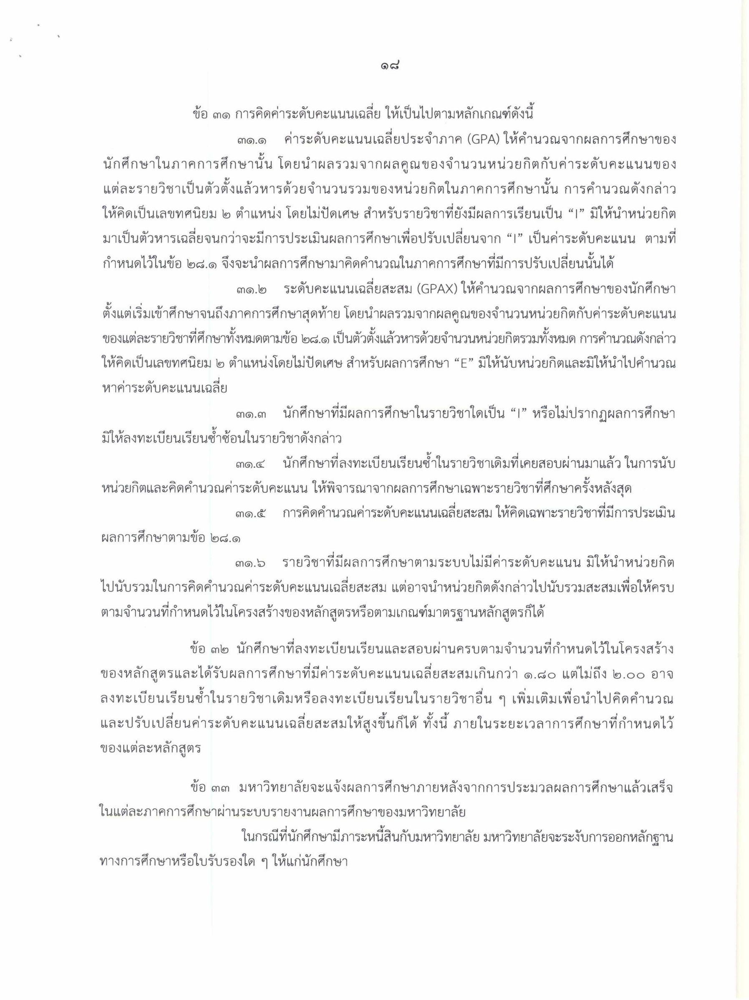 ๑๘
ข้อ ๓๑ การคิดค่าระดับคะแนนเฉลี่ย ให้เป็นไปตามหลักเกณฑ์ดังนี้
๓๑.๑ ค่าระดับคะแนนเฉลี่ยประจำภาค (GPA) ให้คำนวณจากผลการศึกษาของ
นักศึกษาในภาคการศึกษานั้น โดยนำผลรวมจากผลคูณของจำนวนหน่วยกิตกับค่าระดับคะแนนของ
แต่ละรายวิชาเป็นตัวตั้งแล้วหารด้วยจำนวนรวมของหน่วยกิตในภาคการศึกษานั้น การคำนวณดังกล่าว
ให้คิดเป็นเลขทศนิยม ๒ ตำแหน่ง โดยไม่ปัดเศษ สำหรับรายวิชาที่ยังมีผลการเรียนเป็น “I” มิให้นำหน่วยกิต
มาเป็นตัวหารเฉลี่ยจนกว่าจะมีการประเมินผลการศึกษาเพื่อปรับเปลี่ยนจาก “I” เป็นค่าระดับคะแนน ตามที่
กำหนดไว้ในข้อ ๒๘.๑ จึงจะนำผลการศึกษามาคิดคำนวณในภาคการศึกษาที่มีการปรับเปลี่ยนนั้นได้
๓๑.๒ ระดับคะแนนเฉลี่ยสะสม (GPAX) ให้คำนวณจากผลการศึกษาของนักศึกษา
ตั้งแต่เริ่มเข้าศึกษาจนถึงภาคการศึกษาสุดท้าย โดยนำผลรวมจากผลคูณของจำนวนหน่วยกิตกับค่าระดับคะแนน
ของแต่ละรายวิชาที่ศึกษาทั้งหมดตามข้อ ๒๘.๑ เป็นตัวตั้งแล้วหารด้วยจำนวนหน่วยกิตรวมทั้งหมด การคำนวณดังกล่าว
ให้คิดเป็นเลขทศนิยม ๒ ตำแหน่งโดยไม่ปัดเศษ สำหรับผลการศึกษา “E” มิให้นับหน่วยกิตและมิให้นำไปคำนวณ
หาค่าระดับคะแนนเฉลี่ย
๓๑.๓ นักศึกษาที่มีผลการศึกษาในรายวิชาใดเป็น “I” หรือไม่ปรากฏผลการศึกษา
มิให้ลงทะเบียนเรียนซ้ำซ้อนในรายวิชาดังกล่าว
๓๑.๔ นักศึกษาที่ลงทะเบียนเรียนซ้ำในรายวิชาเดิมที่เคยสอบผ่านมาแล้ว ในการนับ
หน่วยกิตและคิดคำนวณค่าระดับคะแนน ให้พิจารณาจากผลการศึกษาเฉพาะรายวิชาที่ศึกษาครั้งหลังสุด
๓๑.๕ การคิดคำนวณค่าระดับคะแนนเฉลี่ยสะสม ให้คิดเฉพาะรายวิชาที่มีการประเมิน
ผลการศึกษาตามข้อ ๒๘.๑
๓๑.๖ รายวิชาที่มีผลการศึกษาตามระบบไม่มีค่าระดับคะแนน มิให้นำหน่วยกิต
ไปนับรวมในการคิดคำนวณค่าระดับคะแนนเฉลี่ยสะสม แต่อาจนำหน่วยกิตดังกล่าวไปนับรวมสะสมเพื่อให้ครบ
ตามจำนวนที่กำหนดไว้ในโครงสร้างของหลักสูตรหรือตามเกณฑ์มาตรฐานหลักสูตรก็ได้
ข้อ ๓๒ นักศึกษาที่ลงทะเบียนเรียนและสอบผ่านครบตามจำนวนที่กำหนดไว้ในโครงสร้าง
ของหลักสูตรและได้รับผลการศึกษาที่มีค่าระดับคะแนนเฉลี่ยสะสมเกินกว่า ๑.๘๐ แต่ไม่ถึง ๒.๐๐ อาจ
ลงทะเบียนเรียนซ้ำในรายวิชาเดิมหรือลงทะเบียนเรียนในรายวิชาอื่น ๆ เพิ่มเติมเพื่อนำไปคิดคำนวณ
และปรับเปลี่ยนค่าระดับคะแนนเฉลี่ยสะสมให้สูงขึ้นก็ได้ ทั้งนี้ ภายในระยะเวลาการศึกษาที่กำหนดไว้
ของแต่ละหลักสูตร
ข้อ ๓๓ มหาวิทยาลัยจะแจ้งผลการศึกษาภายหลังจากการประมวลผลการศึกษาแล้วเสร็จ
ในแต่ละภาคการศึกษาผ่านระบบรายงานผลการศึกษาของมหาวิทยาลัย
ในกรณีที่นักศึกษามีภาระหนี้สินกับมหาวิทยาลัย มหาวิทยาลัยจะระงับการออกหลักฐาน
ทางการศึกษาหรือใบรับรองใด ๆ ให้แก่นักศึกษา